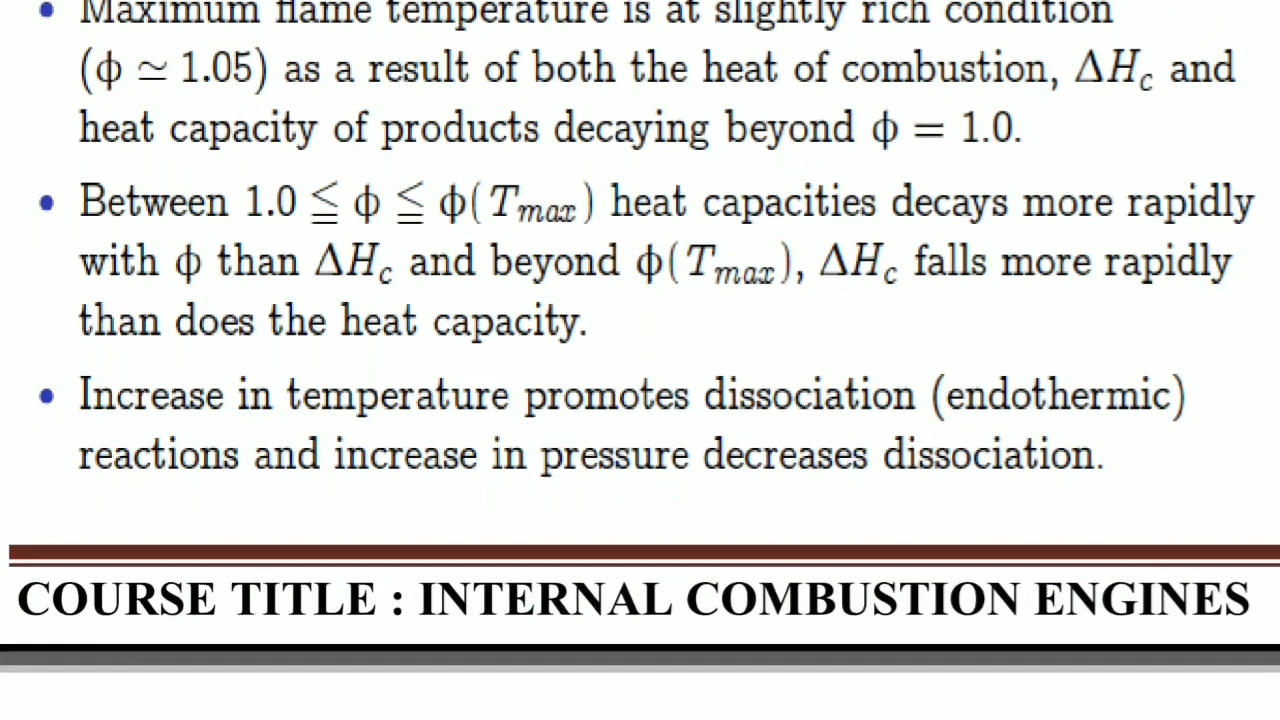 • Maximum flame temperature is at slightly rich condition
(ϕ ≃ 1.05) as a result of both the heat of combustion, ΔH_c and
heat capacity of products decaying beyond ϕ = 1.0.
• Between 1.0 ≦ ϕ ≦ ϕ(T_max) heat capacities decays more rapidly
with ϕ than ΔH_c and beyond ϕ(T_max), ΔH_c falls more rapidly
than does the heat capacity.
• Increase in temperature promotes dissociation (endothermic)
reactions and increase in pressure decreases dissociation.
COURSE TITLE : INTERNAL COMBUSTION ENGINES